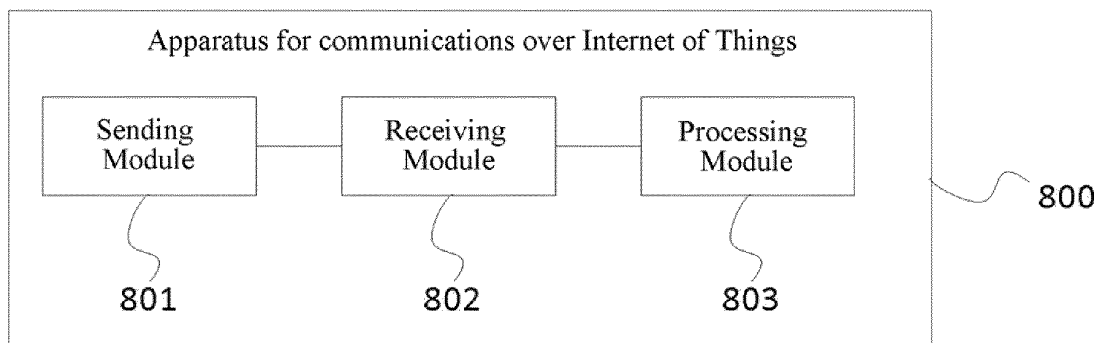 Apparatus for communications over Internet of Things
Sending
Module
Receiving
Module
Processing
Module
800
801
802
803